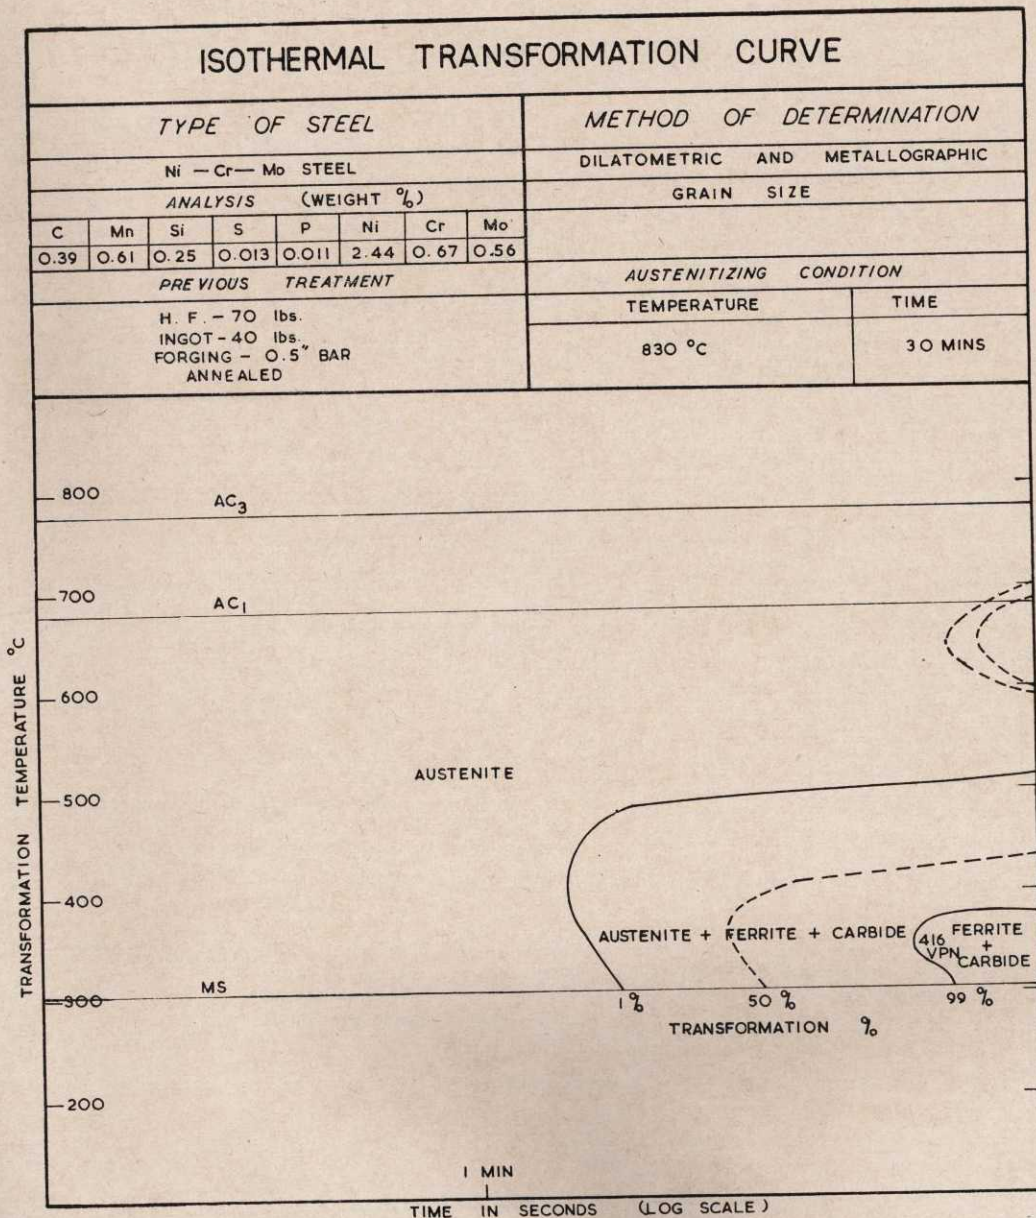 ISOTHERMAL TRANSFORMATION CURVE
TYPE OF STEEL
METHOD OF DETERMINATION
Ni — Cr — Mo STEEL
DILATOMETRIC AND METALLOGRAPHIC
ANALYSIS (WEIGHT %)
GRAIN SIZE
C Mn Si S P Ni Cr Mo
0.39 0.61 0.25 0.013 0.011 2.44 0.67 0.56
PREVIOUS TREATMENT
H. F. - 70 lbs.
INGOT - 40 lbs.
FORGING - 0.5" BAR
ANNEALED
AUSTENITIZING CONDITION
TEMPERATURE TIME
830 °C 30 MINS
TRANSFORMATION TEMPERATURE °C
800
AC3
700
AC1
600
AUSTENITE
500
400
AUSTENITE + FERRITE + CARBIDE
416
VPN
FERRITE
+
CARBIDE
300
MS
1 % 50 % 99 %
TRANSFORMATION %
200
1 MIN
TIME IN SECONDS (LOG SCALE)